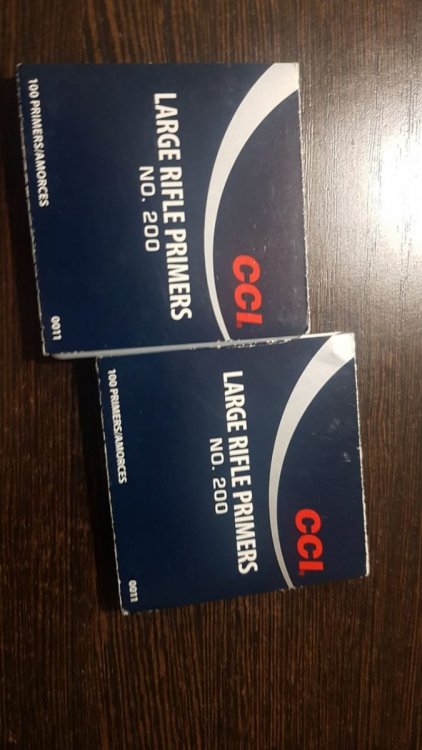 CCI
LARGE RIFLE PRIMERS
NO. 200
100 PRIMERS/AMORCES
0011
CCI
LARGE RIFLE PRIMERS
NO. 200
100 PRIMERS/AMORCES
0011